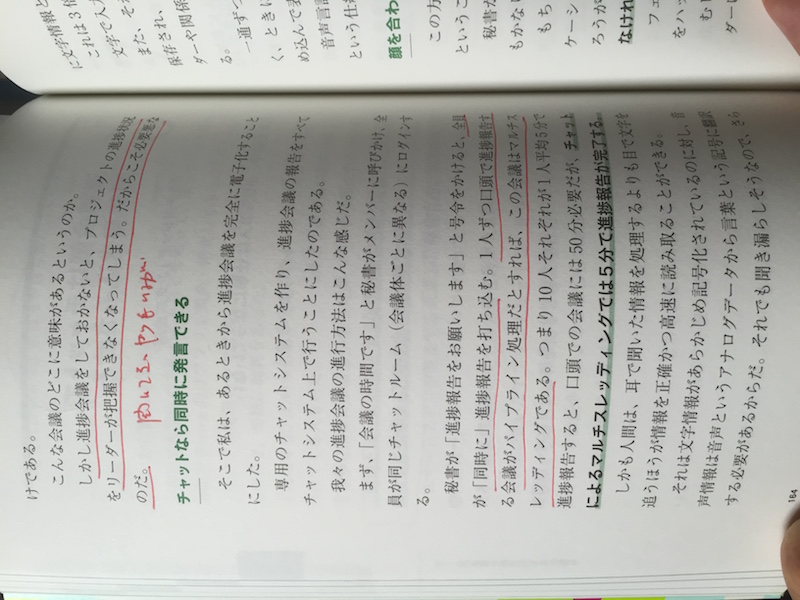 けである。
こんな会議のどこに意味があるというのか。
しかし進捗会議をしておかないと、プロジェクトの進捗状況
をリーダーが把握できなくなってしまう。だからこそ必要悪な
のだ。
チャットなら同時に発言できる
そこで私は、あるときから進捗会議を完全に電子化すること
にした。
専用のチャットシステムを作り、進捗会議の報告をすべて
チャットシステム上で行うことにしたのである。
我々の進捗会議の進行方法はこんな感じだ。
まず、「会議の時間です」と秘書がメンバーに呼びかけ、全
員が同じチャットルーム（会議体ごとに異なる）にログインす
る。
秘書が「進捗報告をお願いします」と号令をかけると、全員
が「同時に」進捗報告を打ち込む。1人ずつ口頭で進捗報告す
る会議がパイプライン処理だとすれば、この会議はマルチス
レッディングである。つまり10人それぞれが1人平均5分で
進捗報告すると、口頭での会議には50分必要だが、チャット
によるマルチスレッディングでは5分で進捗報告が完了する。
しかも人間は、耳で聞いた情報を処理するよりも目で文字を
追うほうが情報を正確かつ高速に読み取ることができる。
それは文字情報があらかじめ記号化されているのに対し、音
声情報は音声というアナログデータから言葉という記号に翻訳
する必要があるからだ。それでも聞き漏らしそうなので、さら
164
に文字情報と
これは3倍
文字で入力
また、そ
保存され、
ダーや関係
る。
一通ず
く、ときに
め込んで
音声言
という仕
顔を合わ
この方
というこ
秘書が
もかな
もち
ケーシ
ろうが
なけれ
フェ
をハッ
むし
ダーに